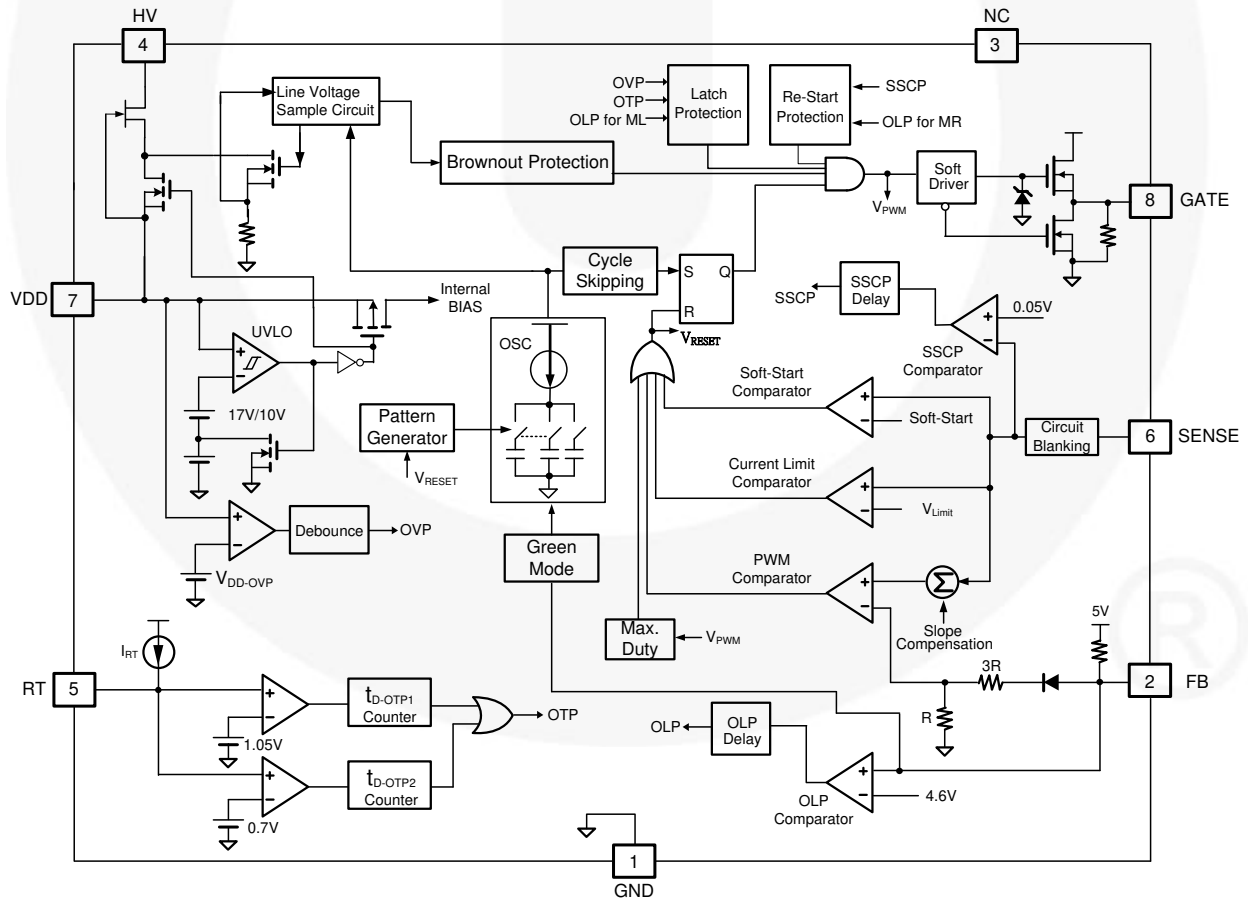 HV
4
NC
3
Line Voltage
Sample Circuit
OVP
OTP
OLP for ML
Latch
Protection
Re-Start
Protection
SSCP
OLP for MR
Brownout Protection
VPWM
Soft
Driver
8
GATE
VDD
7
Internal
BIAS
UVLO
+
−
17V/10V
Cycle
Skipping
S
Q
R
VRESET
SSCP
SSCP
Delay
+
−
0.05V
SSCP
Comparator
OSC
Pattern
Generator
VRESET
Soft-Start
Comparator
+
−
Soft-Start
Circuit
Blanking
6
SENSE
Current Limit
Comparator
+
−
VLimit
+
−
Debounce
OVP
VDD-OVP
Green
Mode
PWM
Comparator
+
−
Σ
Slope
Compensation
Max.
Duty
VPWM
5V
3R
R
2
FB
IRT
RT
5
+
−
1.05V
tD-OTP1
Counter
OTP
+
−
0.7V
tD-OTP2
Counter
OLP
OLP
Delay
+
−
4.6V
OLP
Comparator
1
GND
®